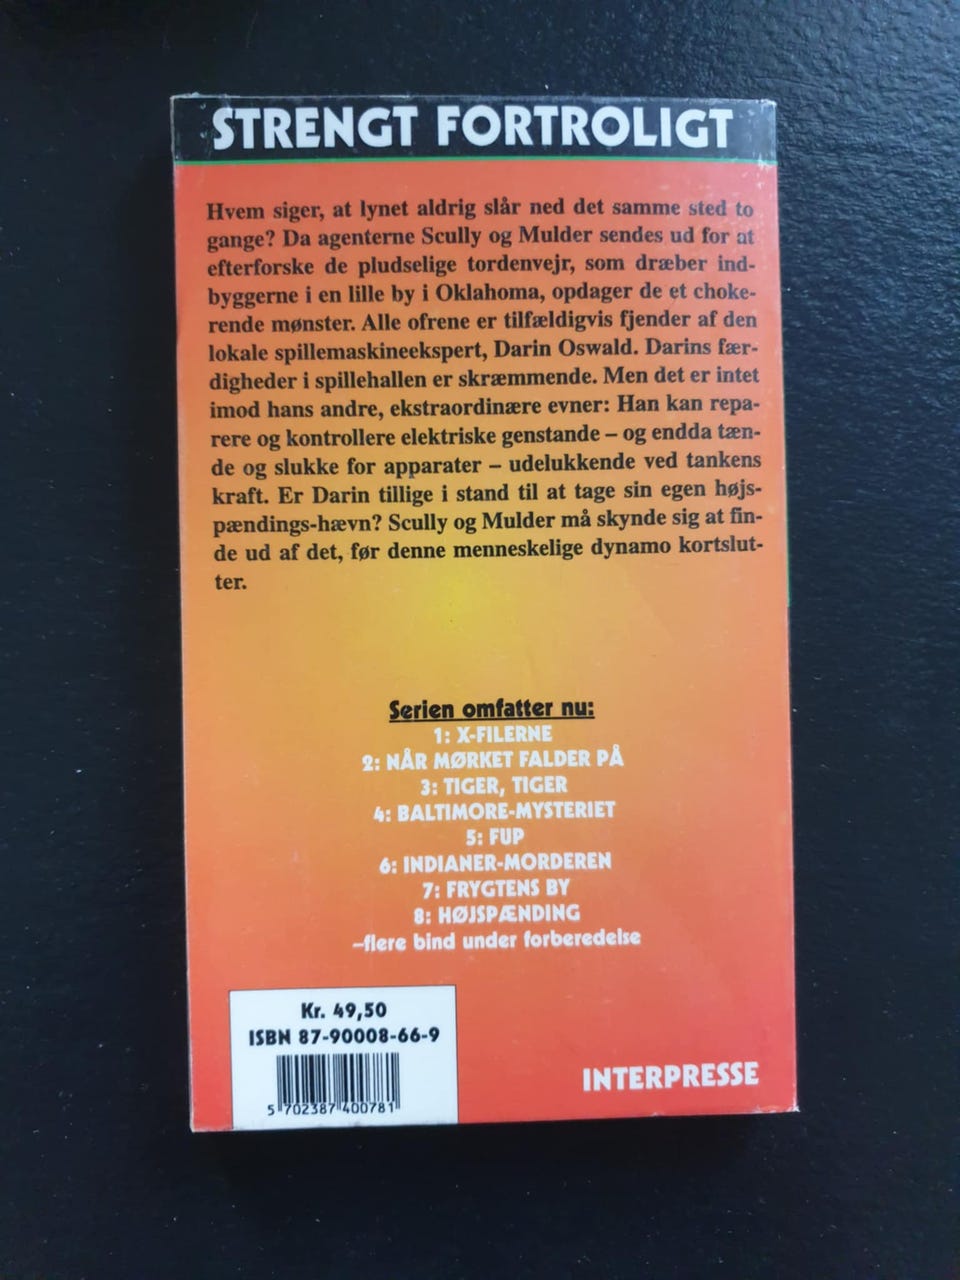 STRENGT FORTROLIGT
Hvem siger, at lynet aldrig slår ned det samme sted to
gange? Da agenterne Scully og Mulder sendes ud for at
efterforske de pludselige tordenvejr, som dræber ind-
byggerne i en lille by i Oklahoma, opdager de et choke-
rende mønster. Alle ofrene er tilfældigvis fjender af den
lokale spillemaskineekspert, Darin Oswald. Darins fær-
digheder i spillehallen er skræmmende. Men det er intet
imod hans andre, ekstraordinære evner: Han kan repa-
rere og kontrollere elektriske genstande – og endda tæn-
de og slukke for apparater – udelukkende ved tankens
kraft. Er Darin tillige i stand til at tage sin egen højs-
pændings-hævn? Scully og Mulder må skynde sig at fin-
de ud af det, før denne menneskelige dynamo kortslut-
ter.
Serien omfatter nu:
1: X-FILERNE
2: NÅR MØRKET FALDER PÅ
3: TIGER, TIGER
4: BALTIMORE-MYSTERIET
5: FUP
6: INDIANER-MORDEREN
7: FRYGTENS BY
8: HØJSPÆNDING
–flere bind under forberedelse
Kr. 49,50
ISBN 87-90008-66-9
5 702387 400781
INTERPRESSE